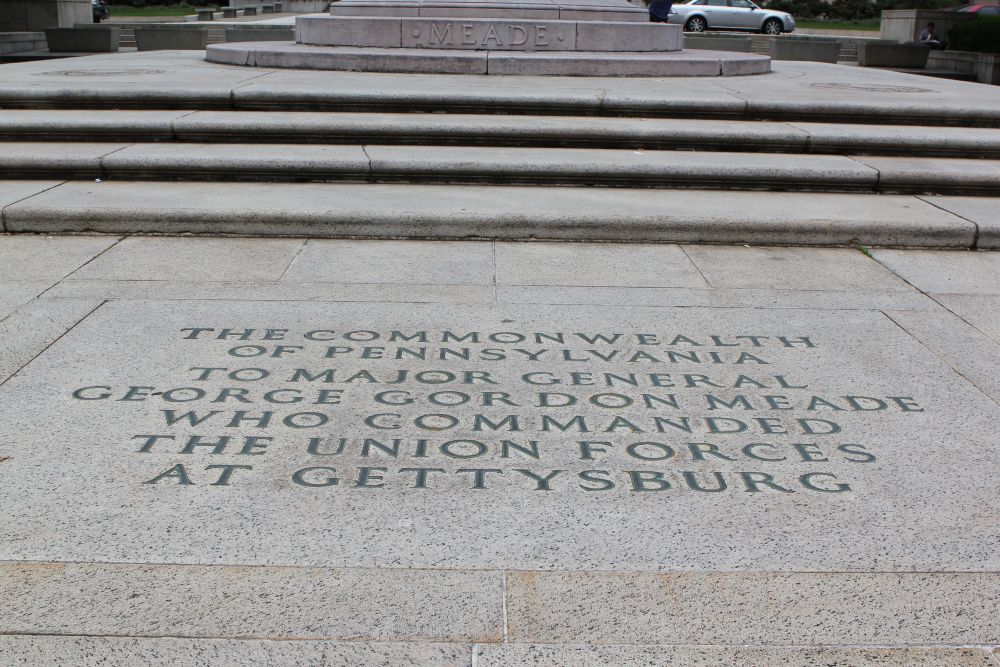 · MEADE ·
THE COMMONWEALTH
OF PENNSYLVANIA
TO MAJOR GENERAL
GEORGE GORDON MEADE
WHO COMMANDED
THE UNION FORCES
AT GETTYSBURG